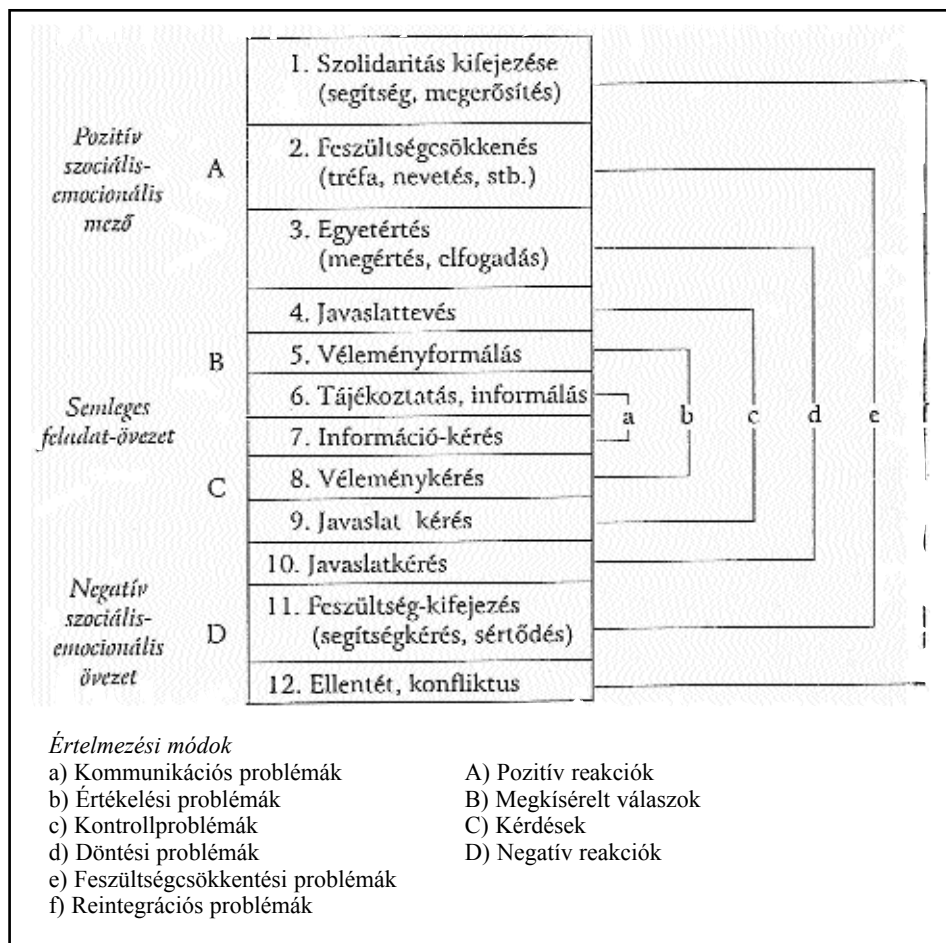 1. Szolidaritás kifejezése
(segítség, megerősítés)
2. Feszültségcsökkenés
(tréfa, nevetés, stb.)
3. Egyetértés
(megértés, elfogadás)
4. Javaslattevés
5. Véleményformálás
6. Tájékoztatás, informálás
7. Információ-kérés
8. Véleménykérés
9. Javaslat kérés
10. Javaslatkérés
11. Feszültség-kifejezés
(segítségkérés, sértődés)
12. Ellentét, konfliktus
Pozitív
szociális-
emocionális
mező
A
B
Semleges
feladat-övezet
C
Negatív
szociális-
emocionális
övezet
D
a b c d e f
Értelmezési módok
a) Kommunikációs problémák
b) Értékelési problémák
c) Kontrollproblémák
d) Döntési problémák
e) Feszültségcsökkentési problémák
f) Reintegrációs problémák
A) Pozitív reakciók
B) Megkísérelt válaszok
C) Kérdések
D) Negatív reakciók